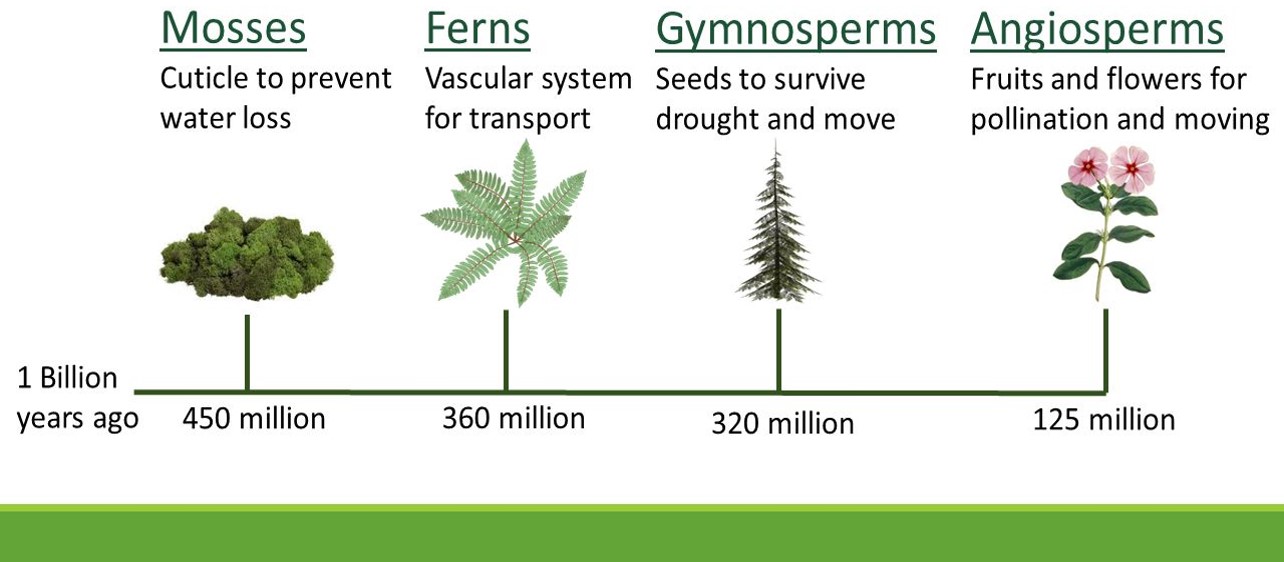 Mosses
Cuticle to prevent
water loss
Ferns
Vascular system
for transport
Gymnosperms
Seeds to survive
drought and move
Angiosperms
Fruits and flowers for
pollination and moving
1 Billion
years ago
450 million
360 million
320 million
125 million